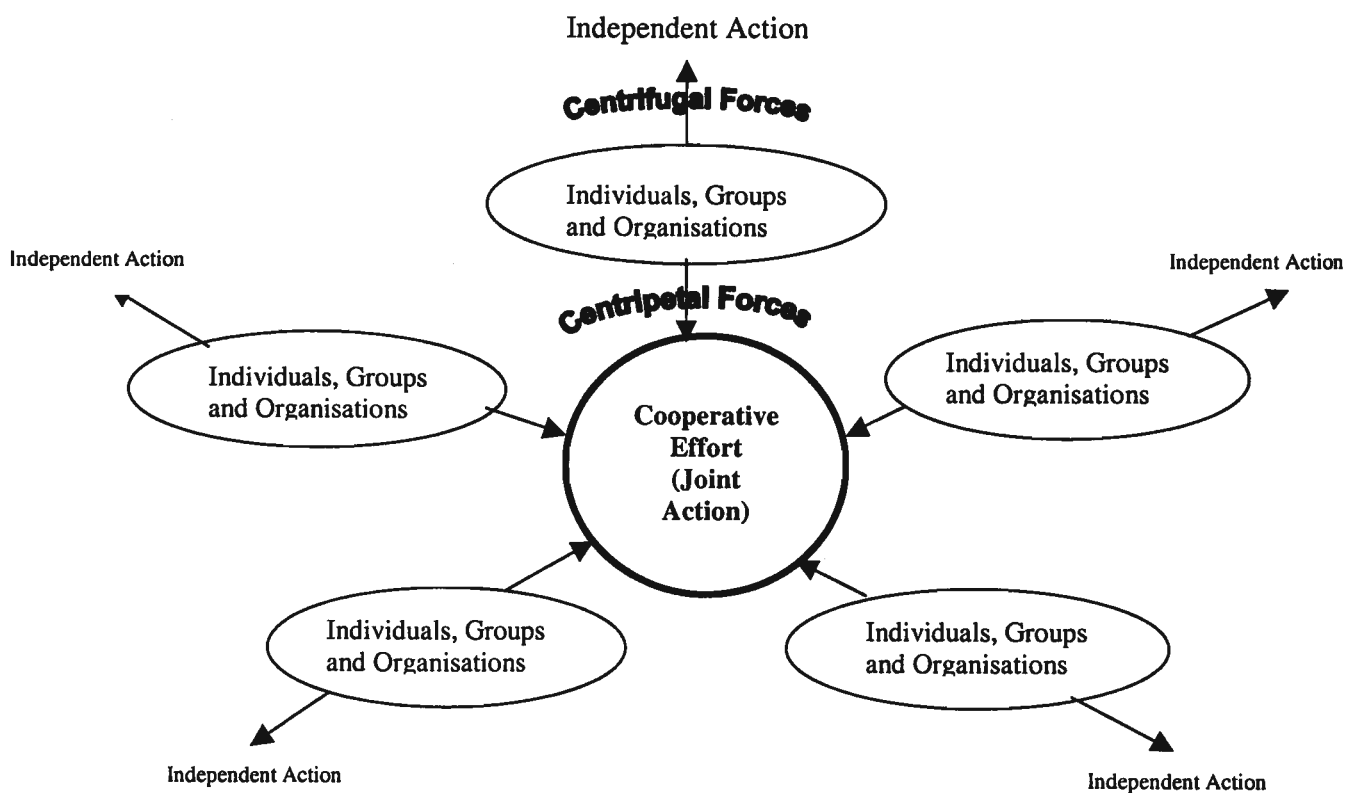 Independent Action
Centrifugal Forces
Individuals, Groups
and Organisations
Independent Action
Independent Action
Centripetal Forces
Individuals, Groups
and Organisations
Individuals, Groups
and Organisations
Cooperative
Effort
(Joint
Action)
Individuals, Groups
and Organisations
Individuals, Groups
and Organisations
Independent Action
Independent Action